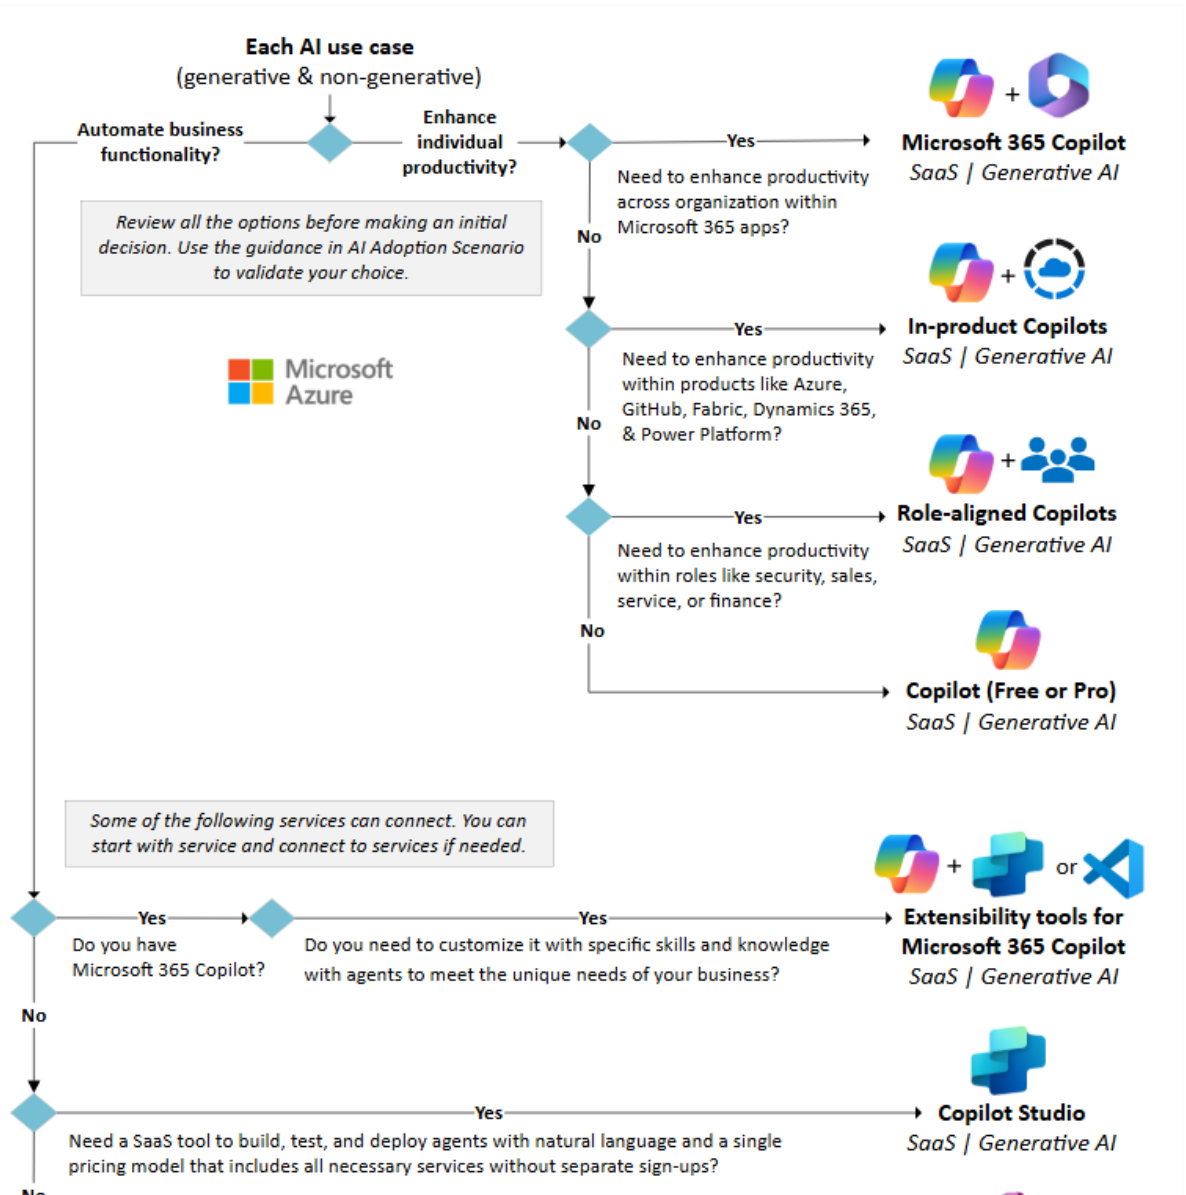 Each AI use case
(generative & non-generative)
Automate business
functionality?
Enhance
individual
productivity?
Review all the options before making an initial
decision. Use the guidance in AI Adoption Scenario
to validate your choice.
Microsoft
Azure
Yes
Need to enhance productivity
across organization within
Microsoft 365 apps?
No
+
Microsoft 365 Copilot
SaaS | Generative AI
Yes
Need to enhance productivity
within products like Azure,
GitHub, Fabric, Dynamics 365,
& Power Platform?
No
+
In-product Copilots
SaaS | Generative AI
Yes
Need to enhance productivity
within roles like security, sales,
service, or finance?
No
+
Role-aligned Copilots
SaaS | Generative AI
Copilot (Free or Pro)
SaaS | Generative AI
Some of the following services can connect. You can
start with service and connect to services if needed.
Yes
Do you have
Microsoft 365 Copilot?
Yes
Do you need to customize it with specific skills and knowledge
with agents to meet the unique needs of your business?
+ or
Extensibility tools for
Microsoft 365 Copilot
SaaS | Generative AI
No
Yes
Need a SaaS tool to build, test, and deploy agents with natural language and a single
pricing model that includes all necessary services without separate sign-ups?
Copilot Studio
SaaS | Generative AI
No